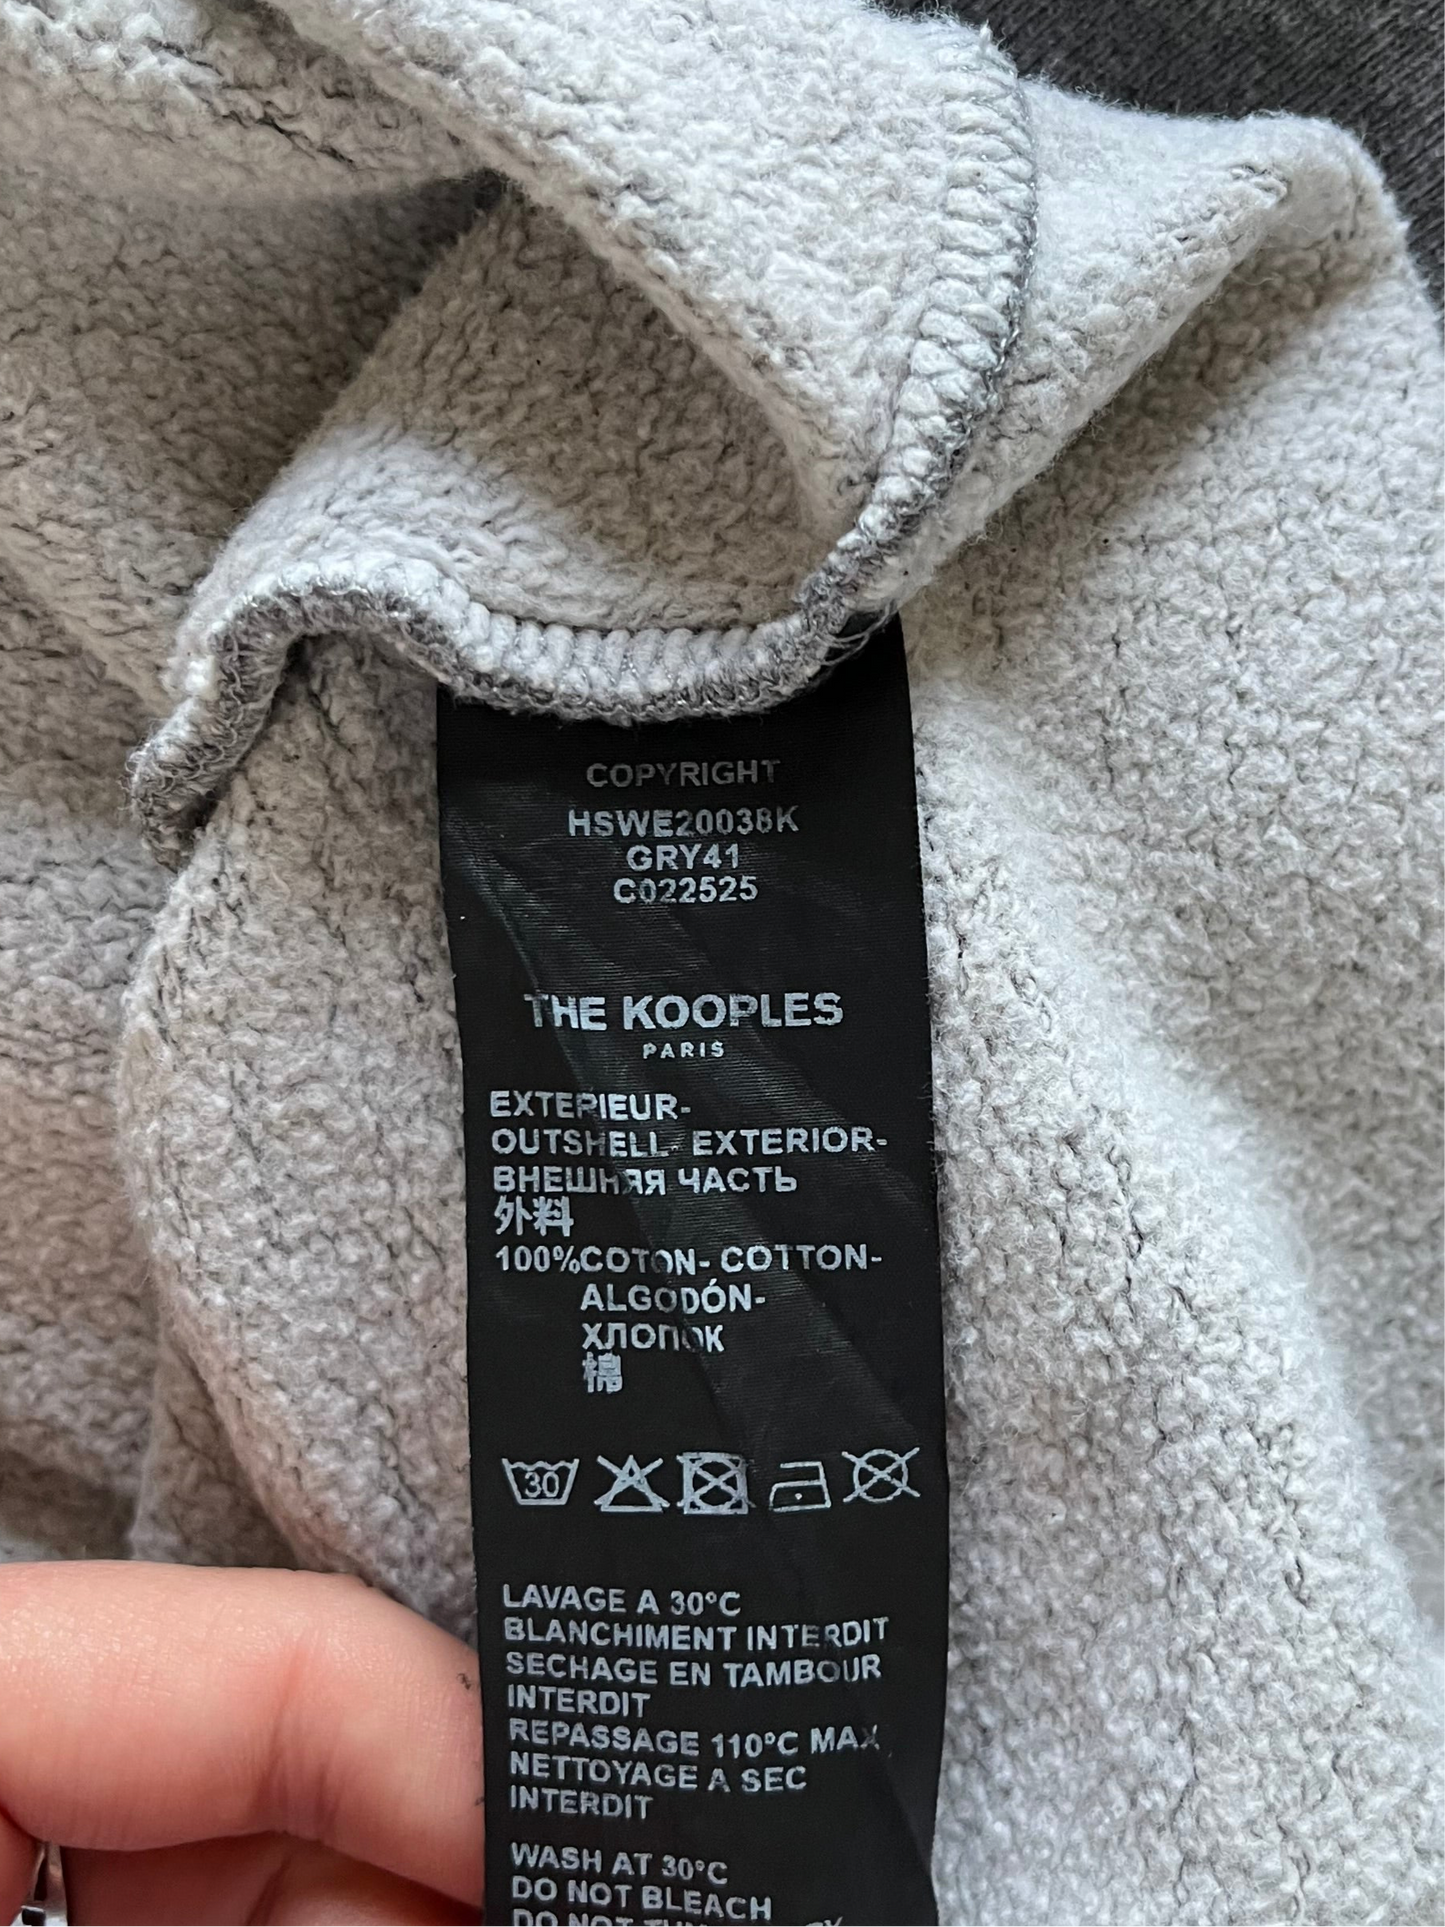 COPYRIGHT
HSWE20038K
GRY41
C022525
THE KOOPLES
PARIS
EXTERIEUR-
OUTSHELL- EXTERIOR-
ВНЕШНЯЯ ЧАСТЬ
外料
100%COTON- COTTON-
ALGODÓN-
ХЛОПОК
棉
30
LAVAGE A 30°C
BLANCHIMENT INTERDIT
SECHAGE EN TAMBOUR
INTERDIT
REPASSAGE 110°C MAX
NETTOYAGE A SEC
INTERDIT
WASH AT 30°C
DO NOT BLEACH
DO NOT